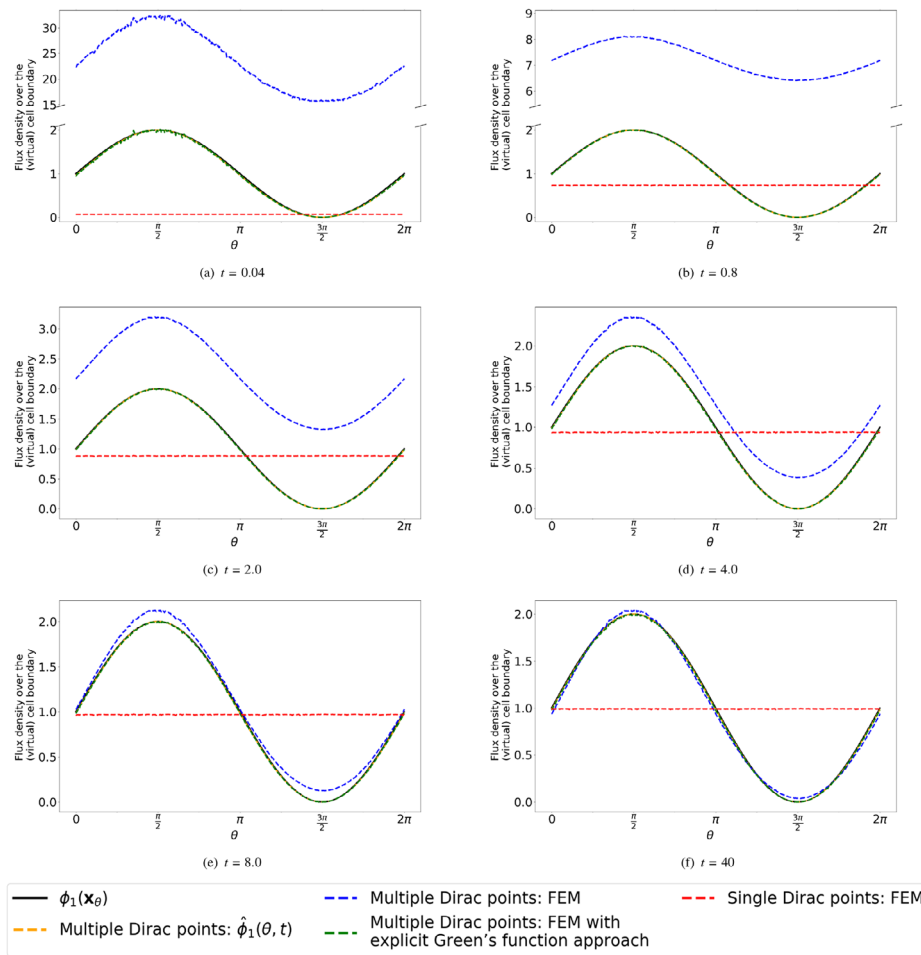 Flux density over the
(virtual) cell boundary
30
25
20
15
2
1
0
0
π/2
π
3π/2
2π
θ
(a) t = 0.04
Flux density over the
(virtual) cell boundary
9
8
7
6
2
1
0
0
π/2
π
3π/2
2π
θ
(b) t = 0.8
Flux density over the
(virtual) cell boundary
3.0
2.5
2.0
1.5
1.0
0.5
0.0
0
π/2
π
3π/2
2π
θ
(c) t = 2.0
Flux density over the
(virtual) cell boundary
2.0
1.5
1.0
0.5
0.0
0
π/2
π
3π/2
2π
θ
(d) t = 4.0
Flux density over the
(virtual) cell boundary
2.0
1.5
1.0
0.5
0.0
0
π/2
π
3π/2
2π
θ
(e) t = 8.0
Flux density over the
(virtual) cell boundary
2.0
1.5
1.0
0.5
0.0
0
π/2
π
3π/2
2π
θ
(f) t = 40
ϕ₁(𝐱_θ)
Multiple Dirac points: ϕ̂₁(θ, t)
Multiple Dirac points: FEM
Multiple Dirac points: FEM with
explicit Green's function approach
Single Dirac points: FEM